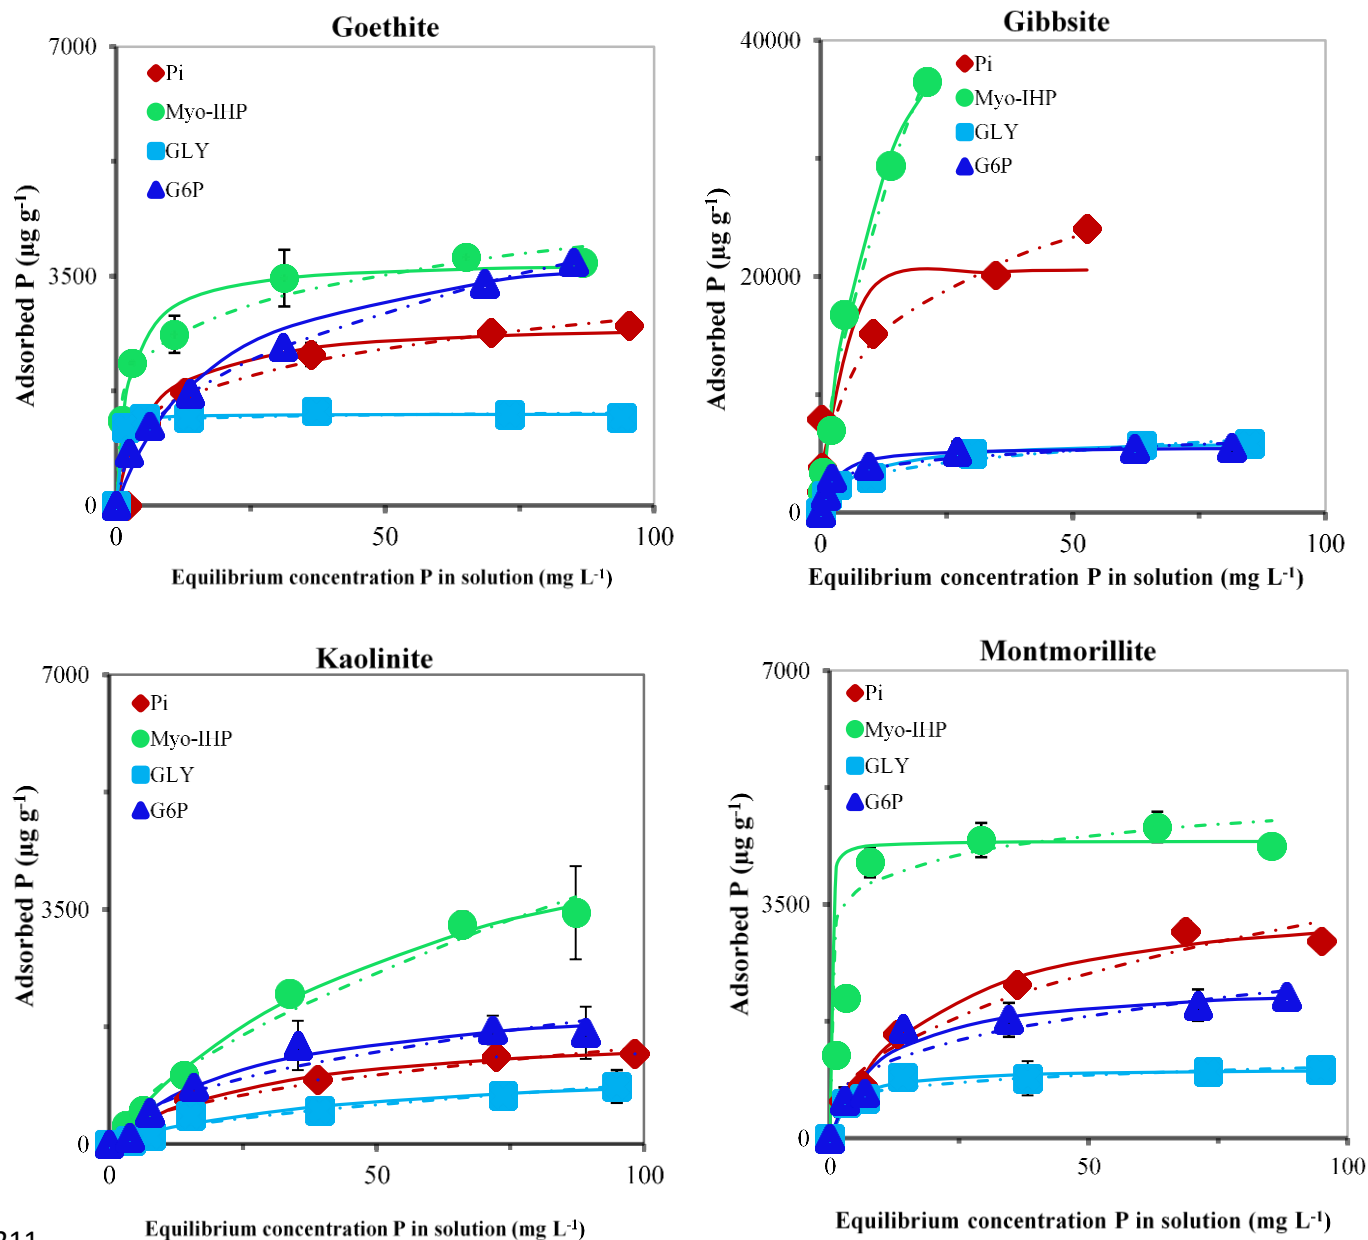 Goethite
7000
Pi
Myo-IHP
GLY
G6P
3500
0
0
50
100
Adsorbed P (µg g⁻¹)
Equilibrium concentration P in solution (mg L⁻¹)
Gibbsite
40000
Pi
Myo-IHP
GLY
G6P
20000
0
0
50
100
Adsorbed P (µg g⁻¹)
Equilibrium concentration P in solution (mg L⁻¹)
Kaolinite
7000
Pi
Myo-IHP
GLY
G6P
3500
0
0
50
100
Adsorbed P (µg g⁻¹)
Equilibrium concentration P in solution (mg L⁻¹)
Montmorillite
7000
Pi
Myo-IHP
GLY
G6P
3500
0
0
50
100
Adsorbed P (µg g⁻¹)
Equilibrium concentration P in solution (mg L⁻¹)